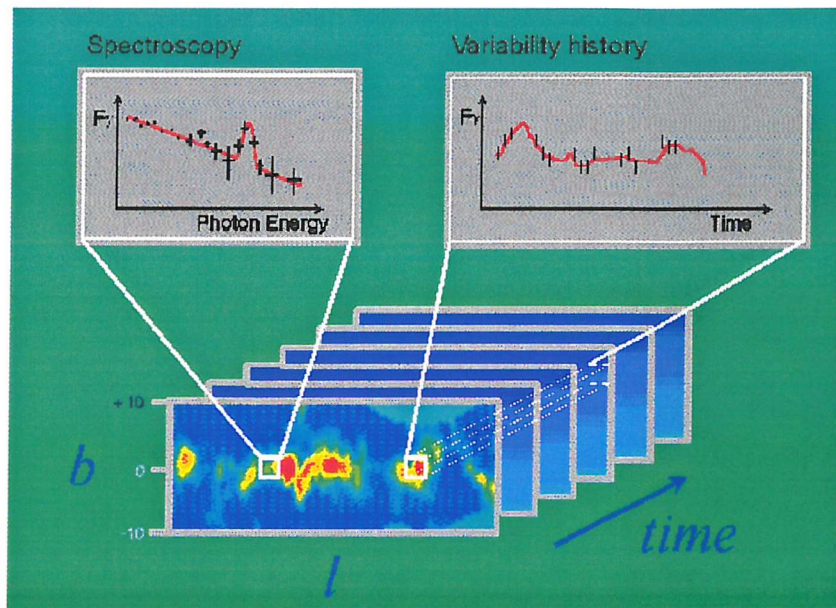 Spectroscopy
Variability history
Fγ
Photon Energy
Fγ
Time
+10
b
0
-10
l
time